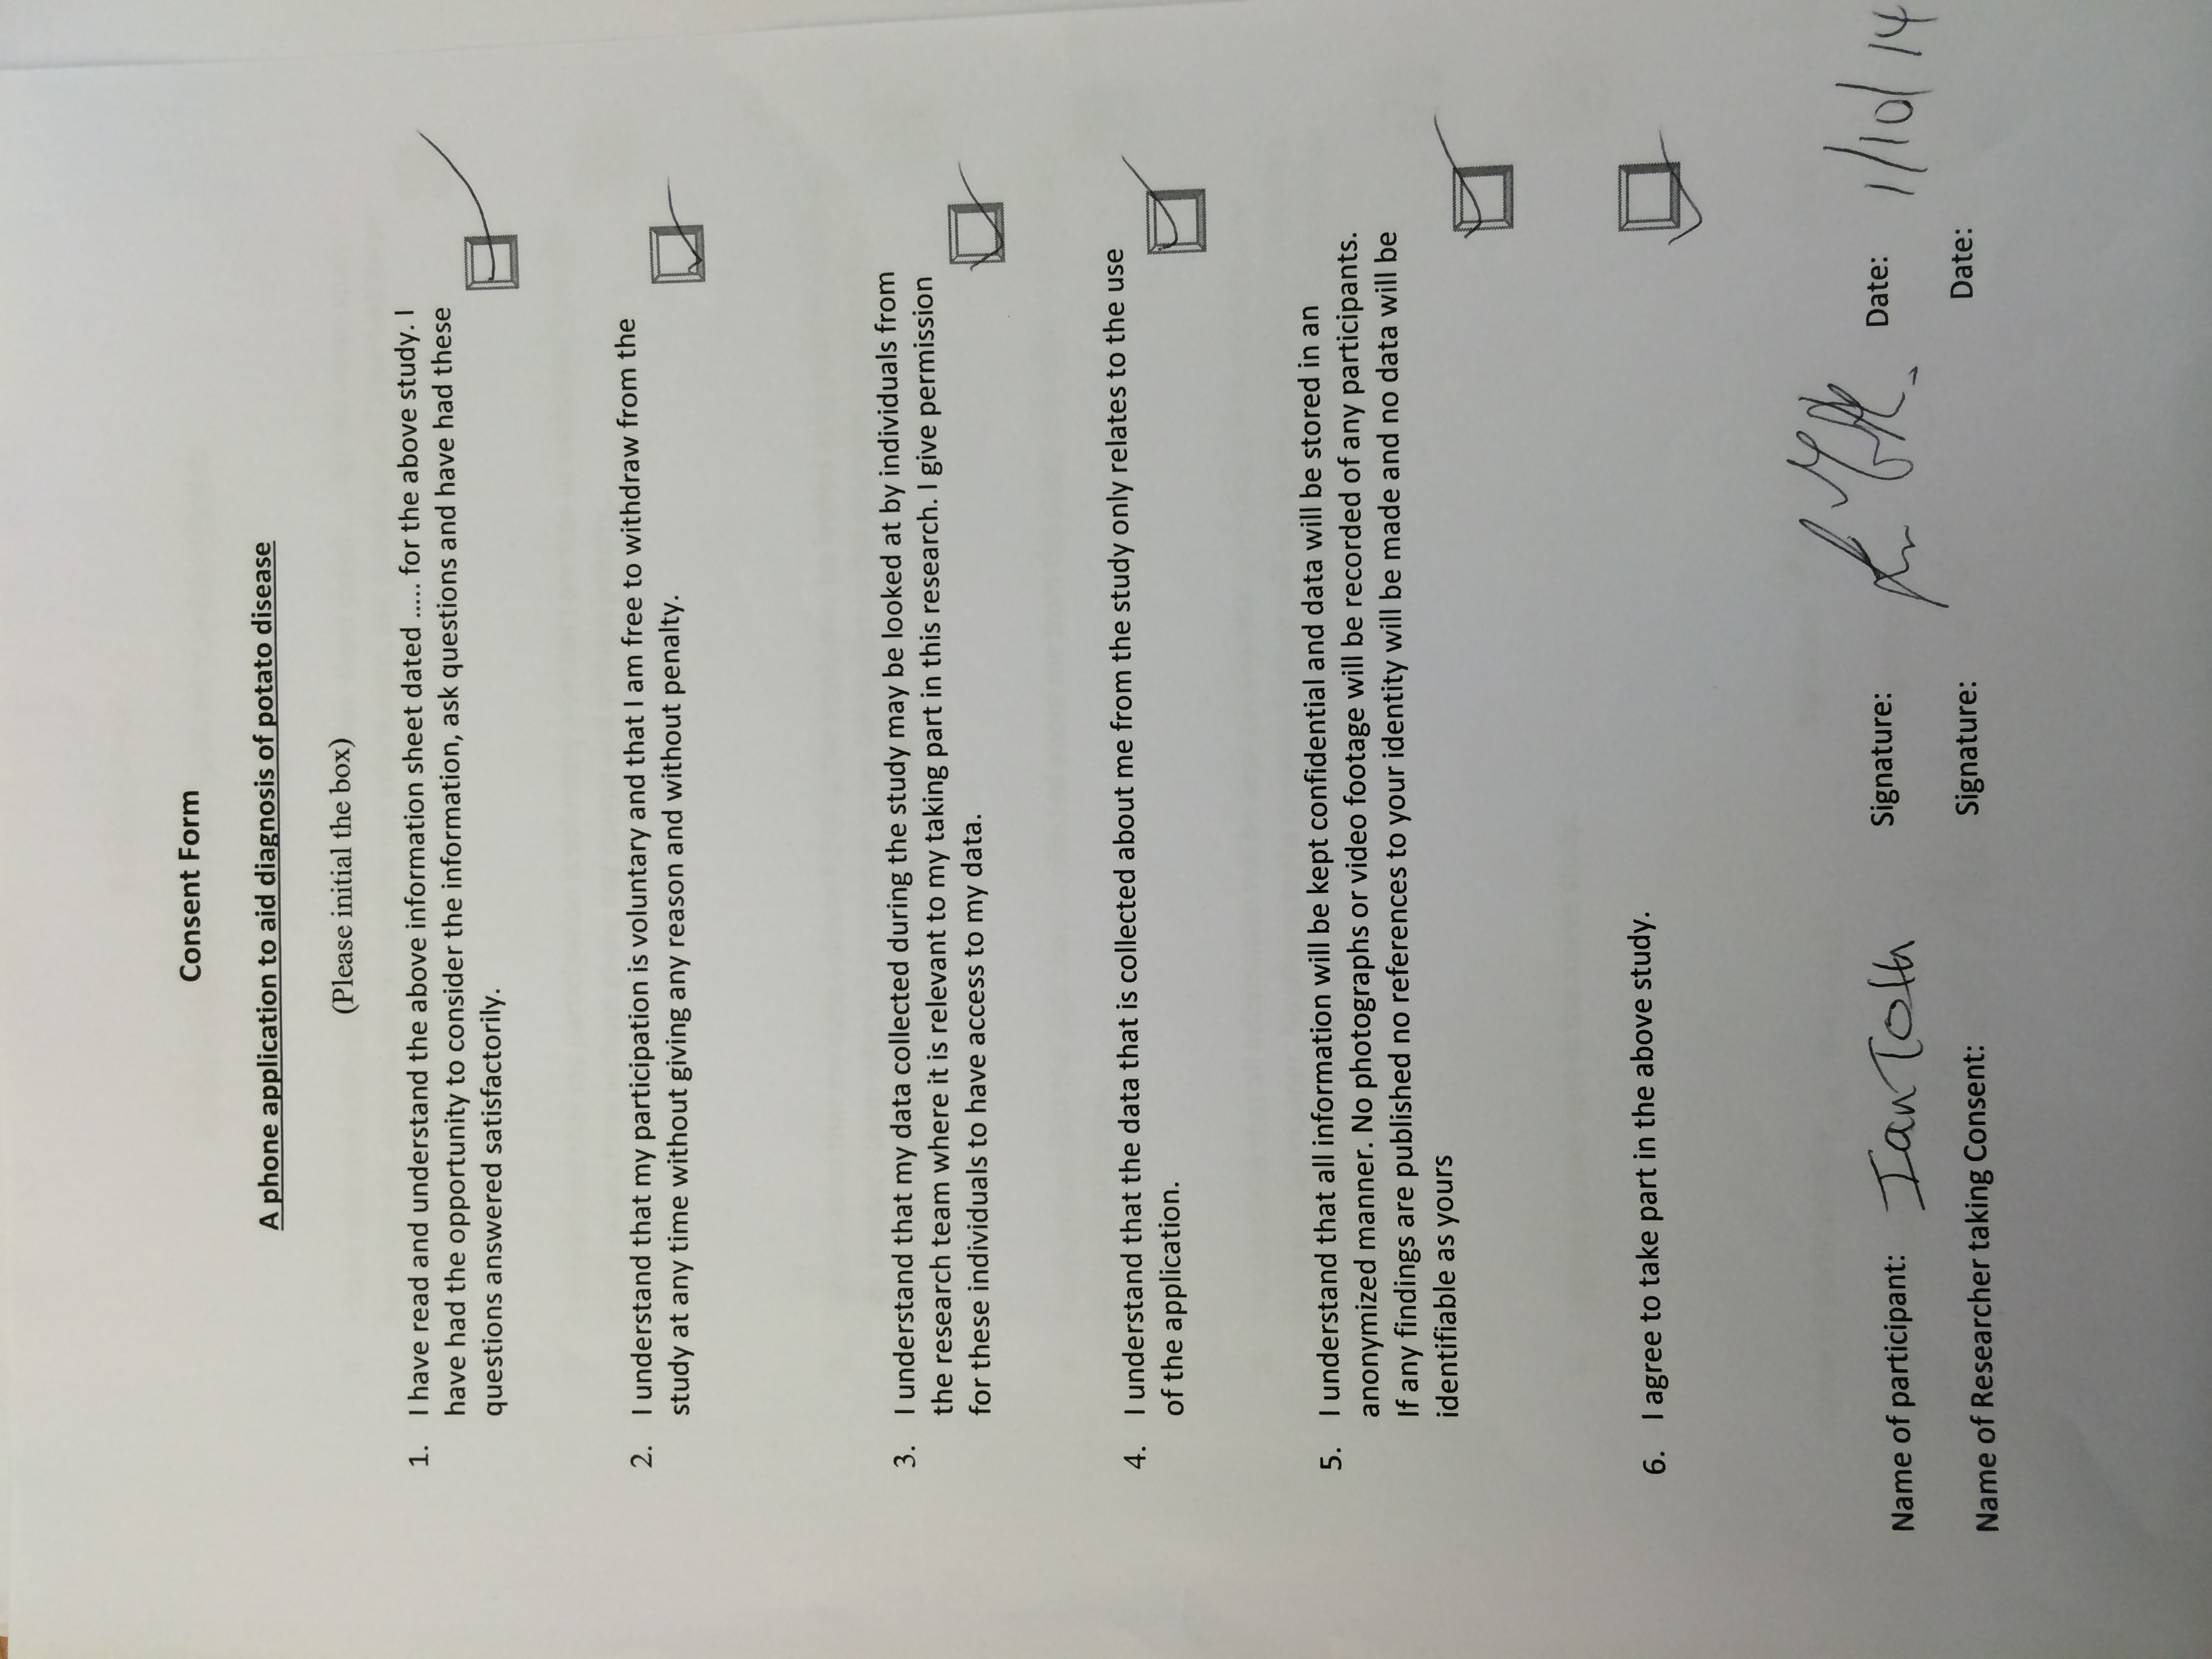 Consent Form
A phone application to aid diagnosis of potato disease
(Please initial the box)
1. I have read and understand the above information sheet dated ..... for the above study. I
have had the opportunity to consider the information, ask questions and have had these
questions answered satisfactorily.
2. I understand that my participation is voluntary and that I am free to withdraw from the
study at any time without giving any reason and without penalty.
3. I understand that my data collected during the study may be looked at by individuals from
the research team where it is relevant to my taking part in this research. I give permission
for these individuals to have access to my data.
4. I understand that the data that is collected about me from the study only relates to the use
of the application.
5. I understand that all information will be kept confidential and data will be stored in an
anonymized manner. No photographs or video footage will be recorded of any participants.
If any findings are published no references to your identity will be made and no data will be
identifiable as yours
6. I agree to take part in the above study.
Name of participant: Ian Toth Signature: Date: 1/10/14
Name of Researcher taking Consent: Signature: Date: